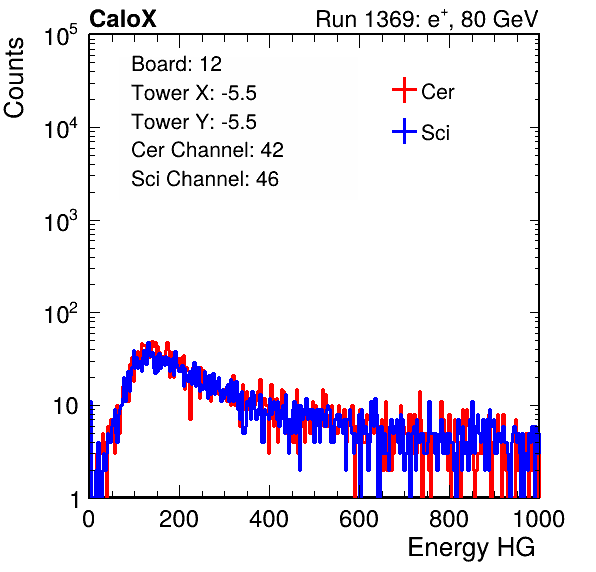 CaloX Run 1369: e⁺, 80 GeV
Counts
Board: 12
Tower X: -5.5
Tower Y: -5.5
Cer Channel: 42
Sci Channel: 46
Cer
Sci
10⁵
10⁴
10³
10²
10
1
0 200 400 600 800 1000
Energy HG